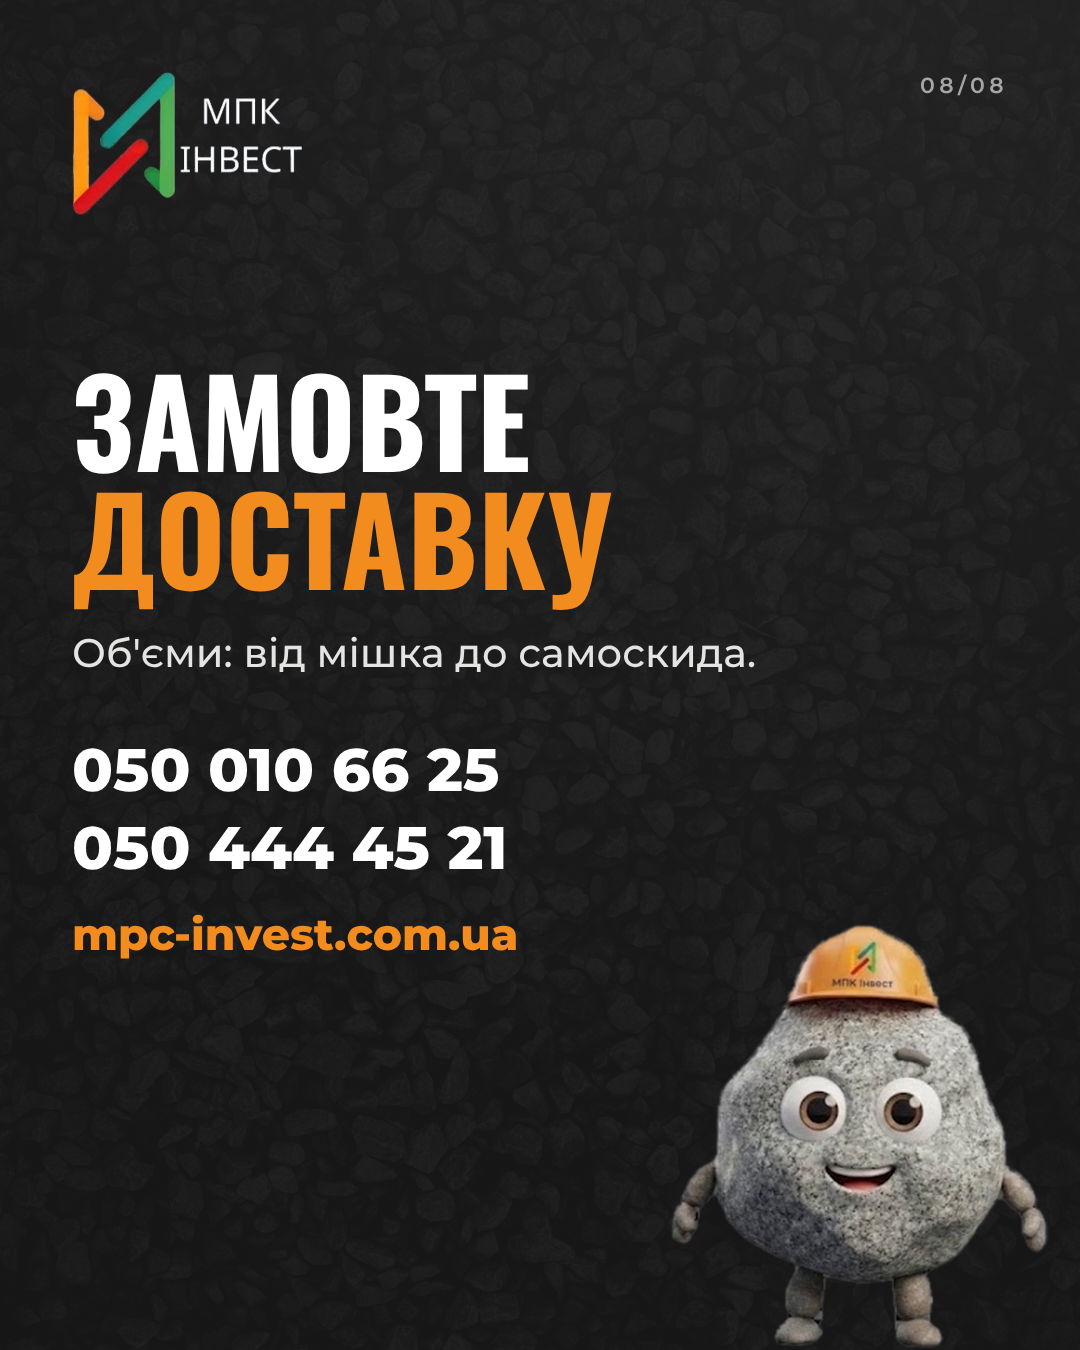 МПК
ІНВЕСТ
08/08
ЗАМОВТЕ
ДОСТАВКУ
Об'єми: від мішка до самоскида.
050 010 66 25
050 444 45 21
mpc-invest.com.ua
МПК Інвест